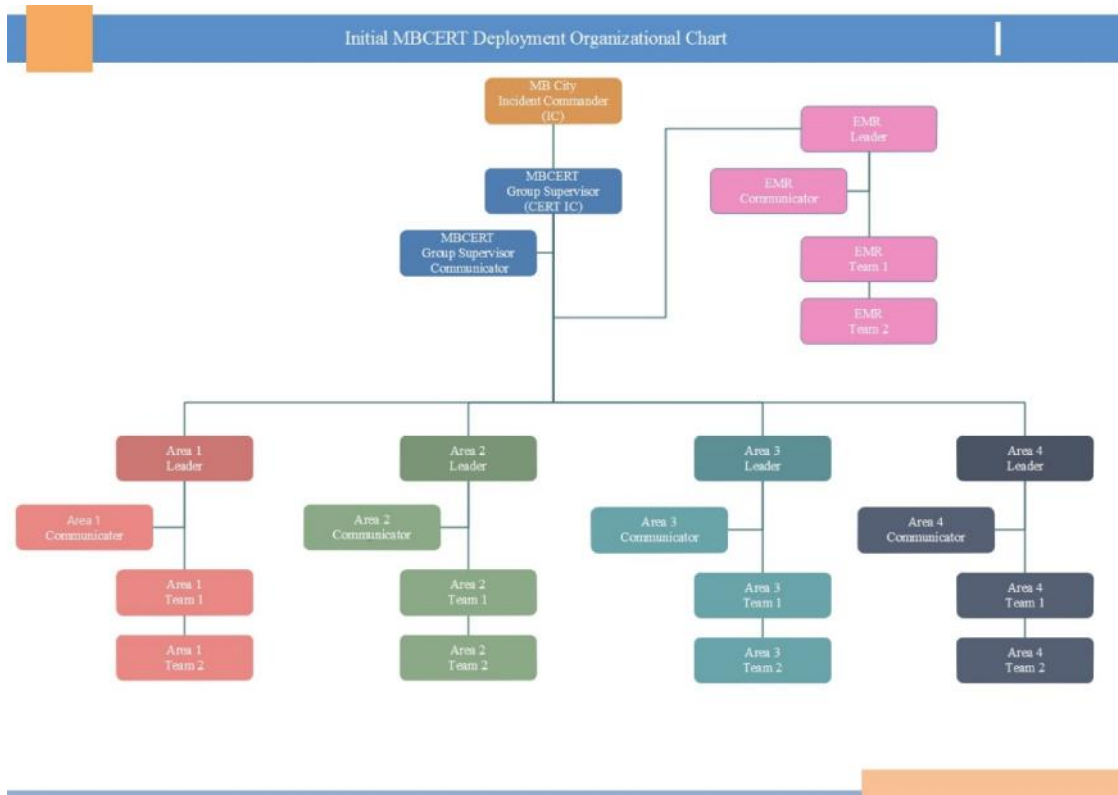 Initial MBCERT Deployment Organizational Chart
MB City
Incident Commander
(IC)
EMR
Leader
MBCERT
Group Supervisor
(CERT IC)
EMR
Communicator
MBCERT
Group Supervisor
Communicator
EMR
Team 1
EMR
Team 2
Area 1
Leader
Area 2
Leader
Area 3
Leader
Area 4
Leader
Area 1
Communicater
Area 2
Communicator
Area 3
Communicator
Area 4
Communicator
Area 1
Team 1
Area 2
Team 1
Area 3
Team 1
Area 4
Team 1
Area 1
Team 2
Area 2
Team 2
Area 3
Team 2
Area 4
Team 2